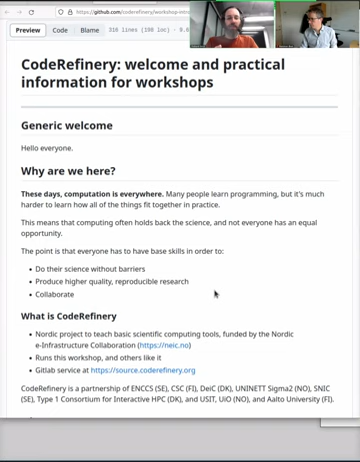 Preview Code Blame 310 lines (198 loc)
https://github.com/coderefinery/workshop-intro
CodeRefinery: welcome and practical
information for workshops
Generic welcome
Hello everyone.
Why are we here?
These days, computation is everywhere. Many people learn programming, but it's much
harder to learn how all of the things fit together in practice.
This means that computing often holds back the science, and not everyone has an equal
opportunity.
The point is that everyone has to have base skills in order to:
• Do their science without barriers
• Produce higher quality, reproducible research
• Collaborate
What is CodeRefinery
• Nordic project to teach basic scientific computing tools, funded by the Nordic
e-Infrastructure Collaboration (https://neic.no)
• Runs this workshop, and others like it
• Gitlab service at https://source.coderefinery.org
CodeRefinery is a partnership of ENCCS (SE), CSC (FI), DeiC (DK), UNINETT Sigma2 (NO), SNIC
(SE), Type 1 Consortium for Interactive HPC (DK), and USIT, UiO (NO), and Aalto University (FI).